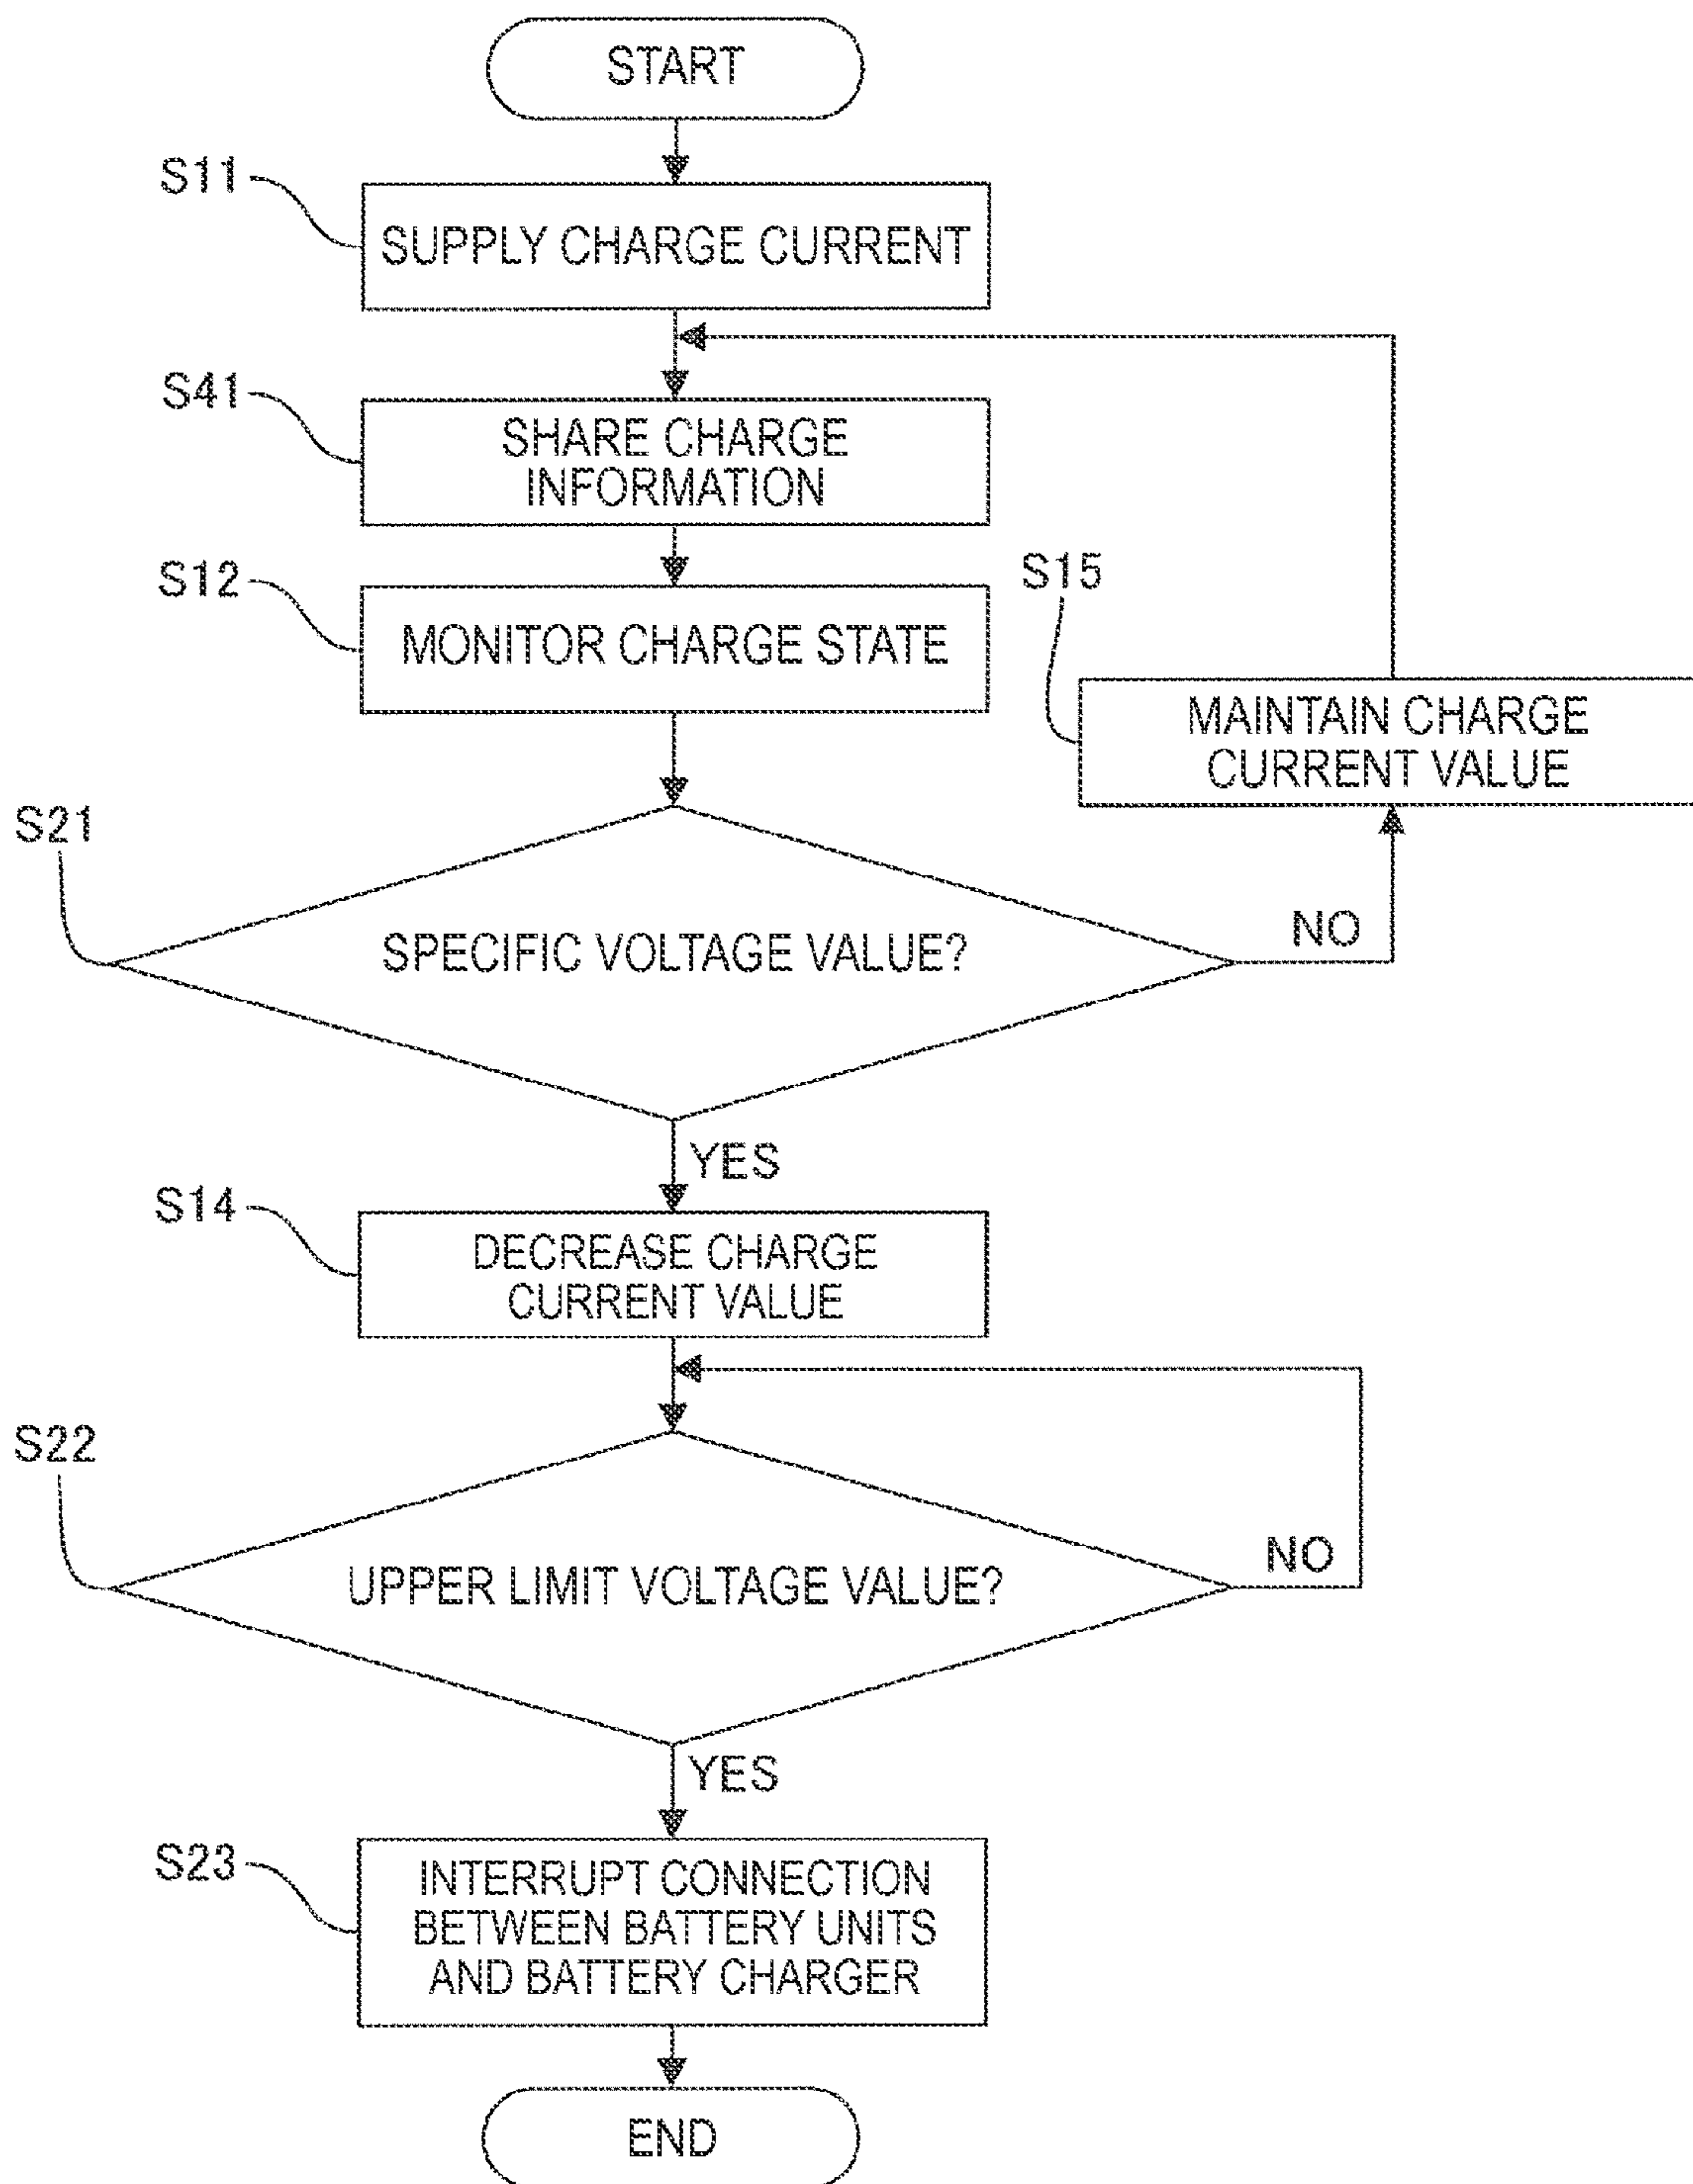 START
S11
SUPPLY CHARGE CURRENT
S41
SHARE CHARGE
INFORMATION
S12
MONITOR CHARGE STATE
S15
MAINTAIN CHARGE
CURRENT VALUE
S21
SPECIFIC VOLTAGE VALUE?
NO
YES
S14
DECREASE CHARGE
CURRENT VALUE
S22
UPPER LIMIT VOLTAGE VALUE?
NO
YES
S23
INTERRUPT CONNECTION
BETWEEN BATTERY UNITS
AND BATTERY CHARGER
END